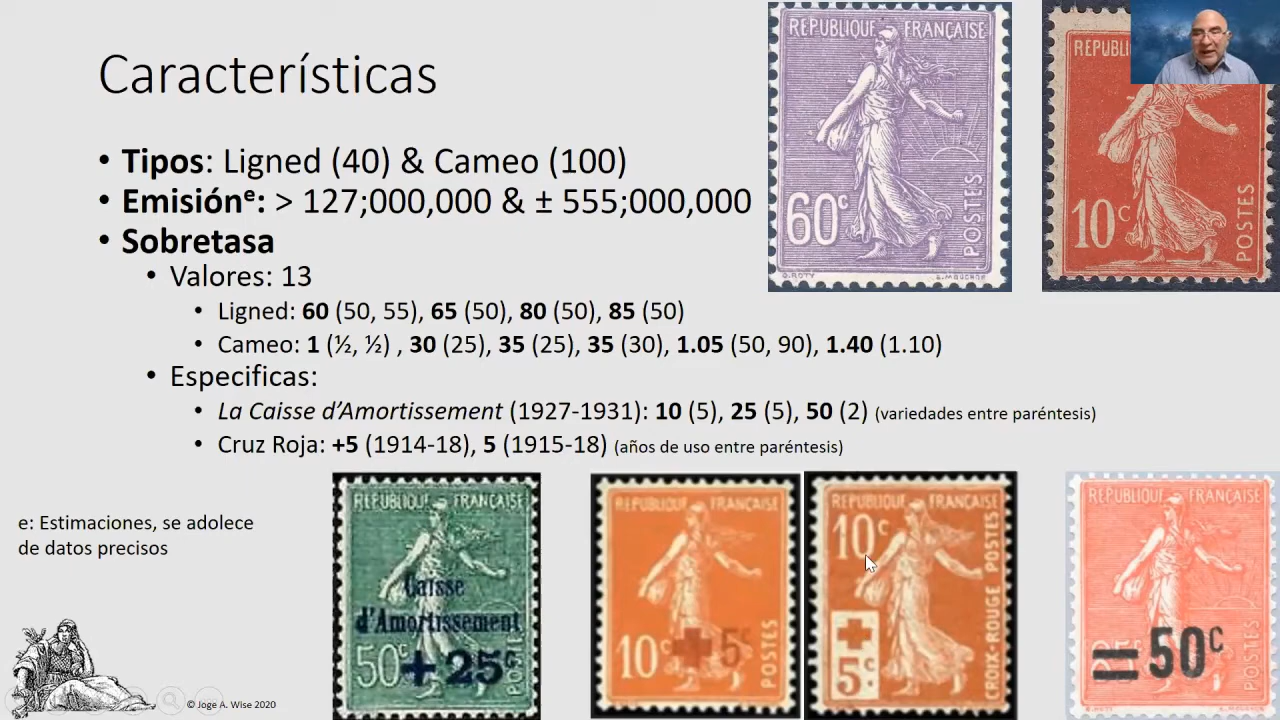 Características
• Tipos: Ligned (40) & Cameo (100)
• Emisiónᵉ: > 127;000,000 & ± 555;000,000
• Sobretasa
• Valores: 13
• Ligned: 60 (50, 55), 65 (50), 80 (50), 85 (50)
• Cameo: 1 (½, ½) , 30 (25), 35 (25), 35 (30), 1.05 (50, 90), 1.40 (1.10)
• Especificas:
• La Caisse d’Amortissement (1927-1931): 10 (5), 25 (5), 50 (2) (variedades entre paréntesis)
• Cruz Roja: +5 (1914-18), 5 (1915-18) (años de uso entre paréntesis)
e: Estimaciones, se adolece
de datos precisos
REPUBLIQUE FRANÇAISE
60c
POSTES
O. ROTY
L. MOUCHON
REPUBLI
10c
POSTES
REPUBLIQUE FRANÇAISE
Caisse
d'Amortissement
50c +25c
POSTES
REPUBLIQUE FRANÇAISE
10c + 5c
POSTES
REPUBLIQUE FRANÇAISE
10c
5c
CROIX-ROUGE POSTES
REPUBLIQUE FRANÇAISE
=50c
POSTES
A. Wise 2020